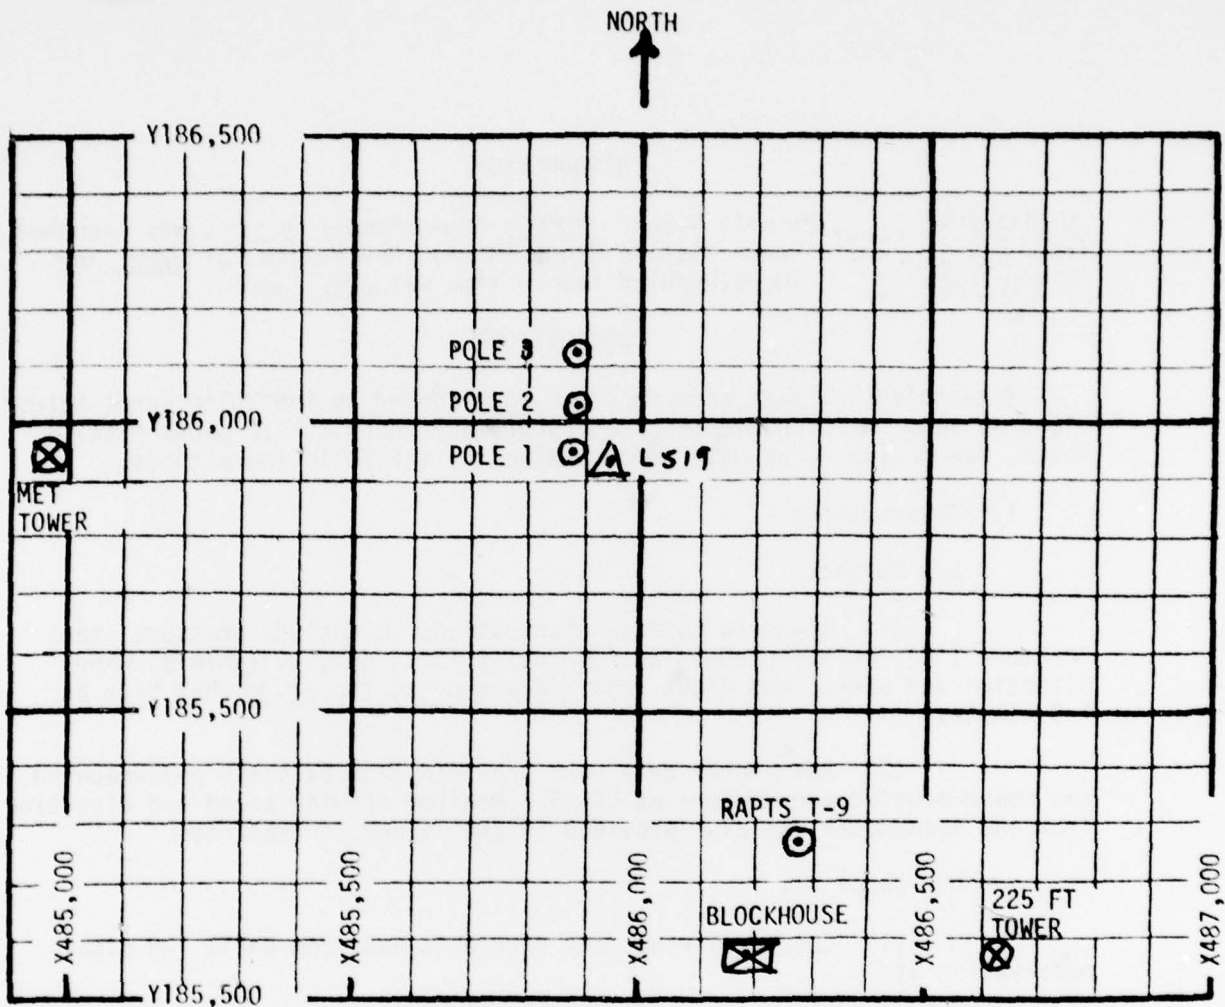 NORTH
Y186,500
POLE 3
POLE 2
Y186,000
POLE 1
L519
MET
TOWER
Y185,500
RAPTS T-9
X485,000
X485,500
X486,000
X486,500
X487,000
BLOCKHOUSE
225 FT
TOWER
Y185,500